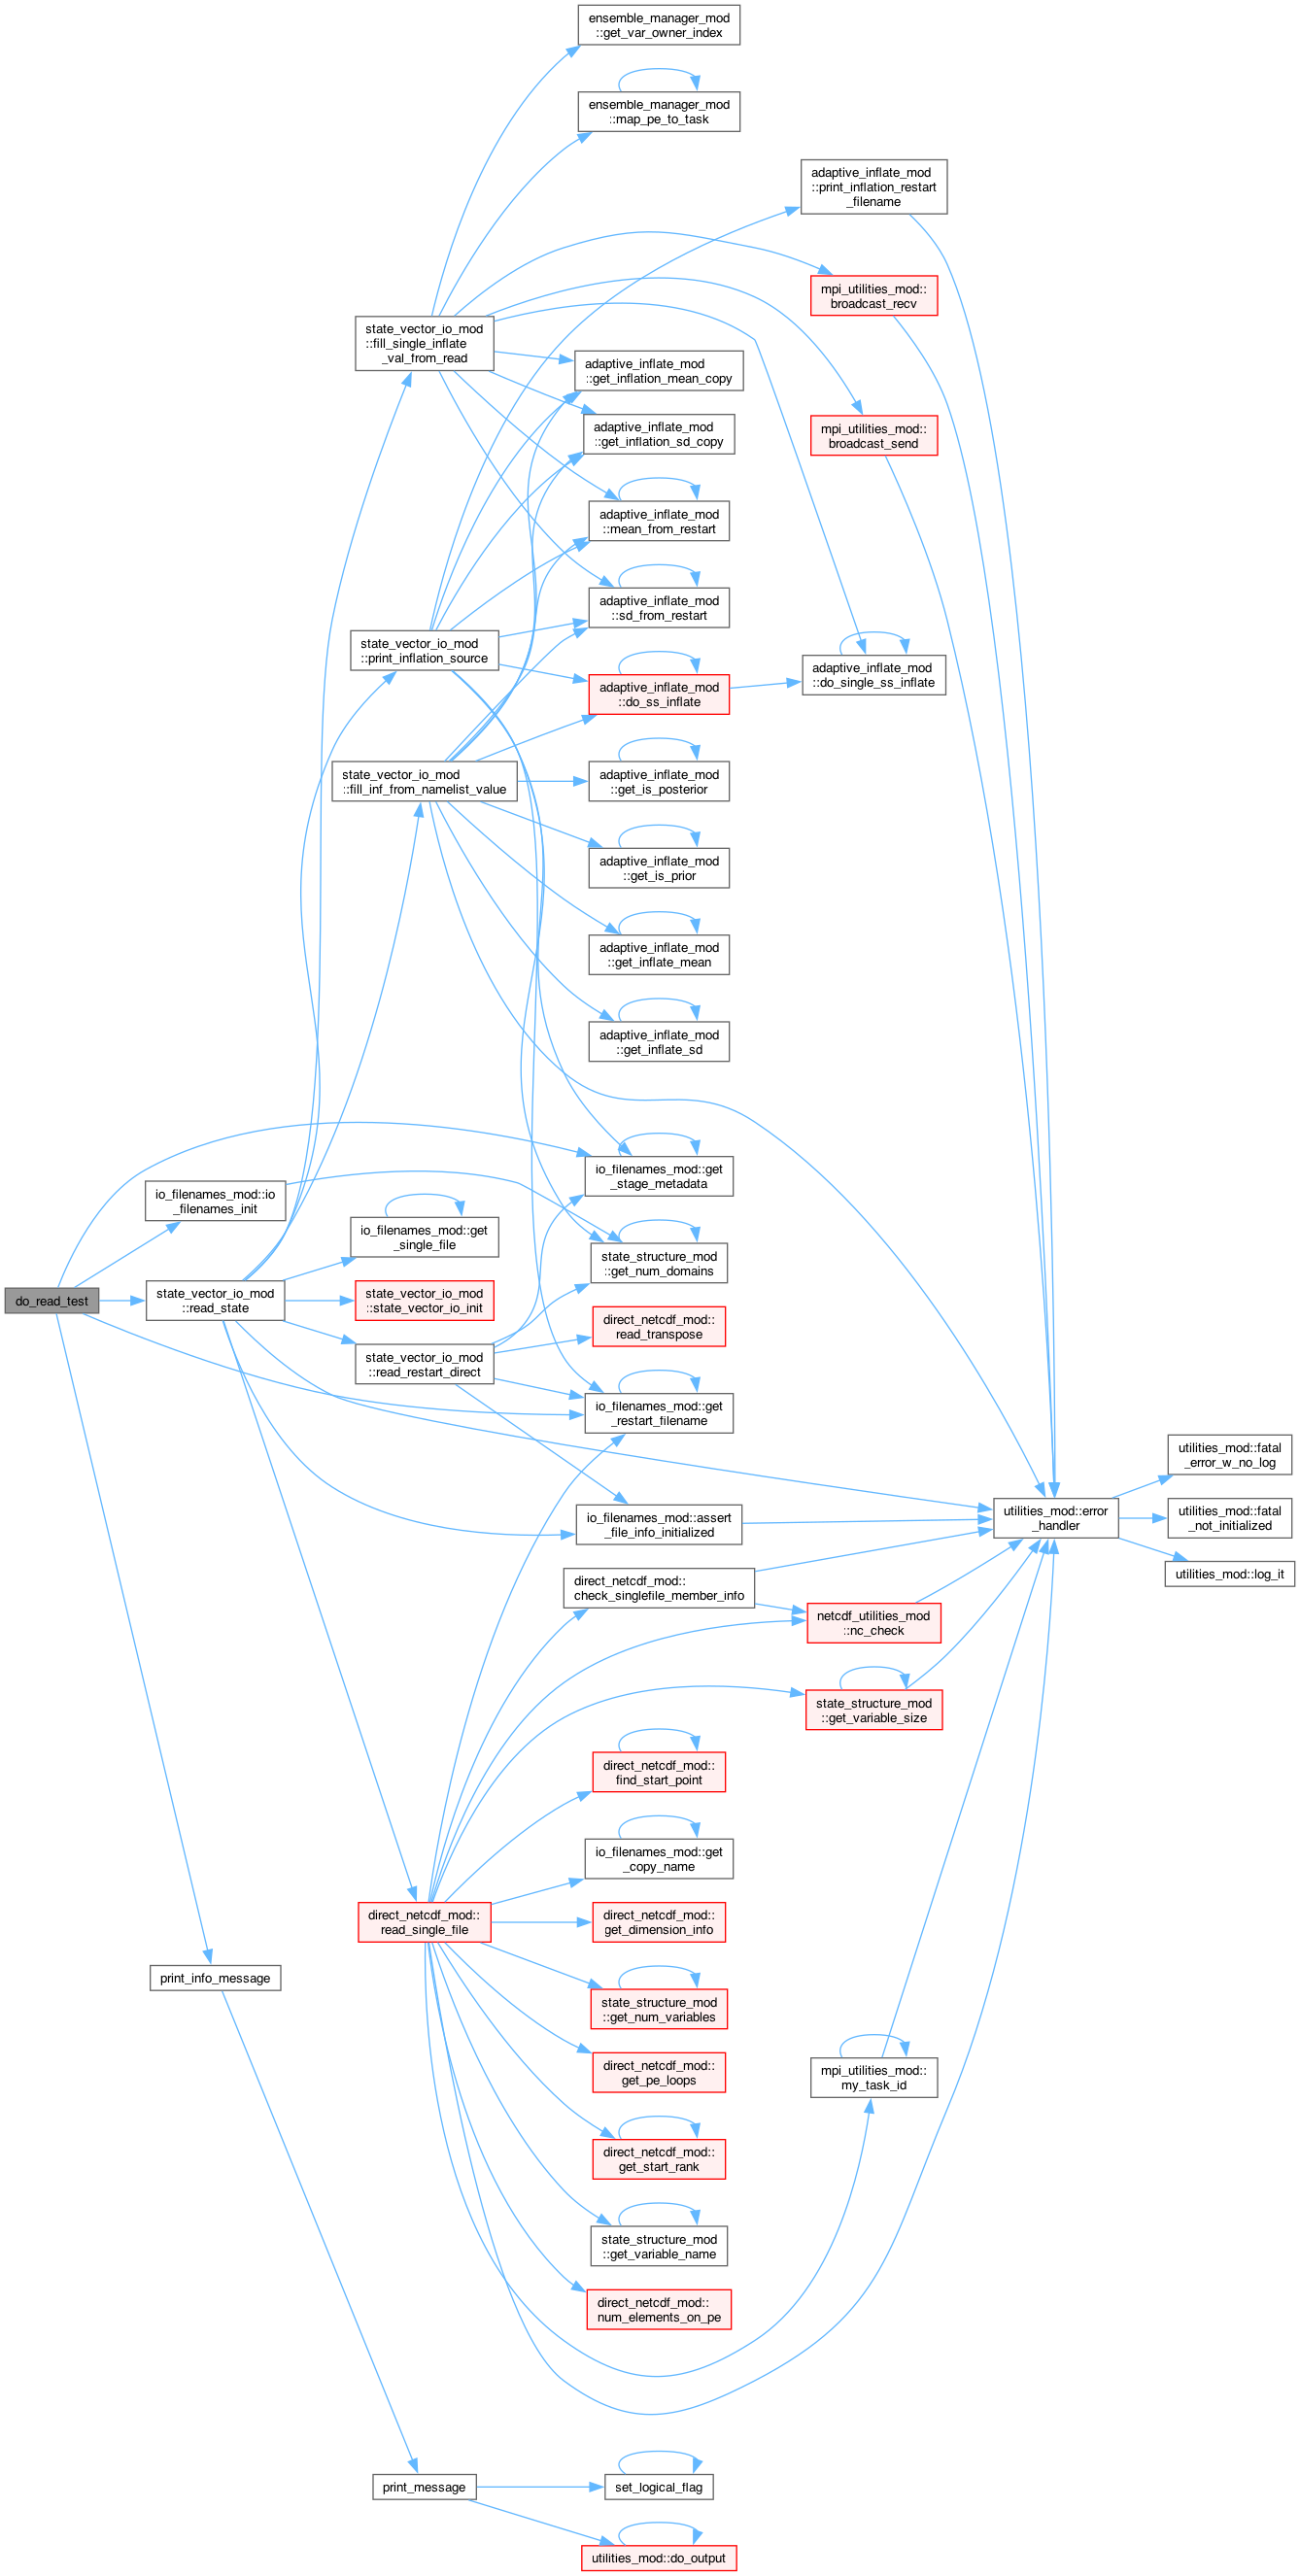 ensemble_manager_mod
::get_var_owner_index
ensemble_manager_mod
::map_pe_to_task
adaptive_inflate_mod
::print_inflation_restart
_filename
mpi_utilities_mod::
broadcast_recv
state_vector_io_mod
::fill_single_inflate
_val_from_read
adaptive_inflate_mod
::get_inflation_mean_copy
adaptive_inflate_mod
::get_inflation_sd_copy
mpi_utilities_mod::
broadcast_send
adaptive_inflate_mod
::mean_from_restart
adaptive_inflate_mod
::sd_from_restart
state_vector_io_mod
::print_inflation_source
adaptive_inflate_mod
::do_ss_inflate
adaptive_inflate_mod
::do_single_ss_inflate
state_vector_io_mod
::fill_inf_from_namelist_value
adaptive_inflate_mod
::get_is_posterior
adaptive_inflate_mod
::get_is_prior
adaptive_inflate_mod
::get_inflate_mean
adaptive_inflate_mod
::get_inflate_sd
io_filenames_mod::get
_stage_metadata
io_filenames_mod::io
_filenames_init
io_filenames_mod::get
_single_file
state_structure_mod
::get_num_domains
do_read_test
state_vector_io_mod
::read_state
state_vector_io_mod
::state_vector_io_init
direct_netcdf_mod::
read_transpose
state_vector_io_mod
::read_restart_direct
io_filenames_mod::get
_restart_filename
utilities_mod::fatal
_error_w_no_log
io_filenames_mod::assert
_file_info_initialized
utilities_mod::error
_handler
utilities_mod::fatal
_not_initialized
utilities_mod::log_it
direct_netcdf_mod::
check_singlefile_member_info
netcdf_utilities_mod
::nc_check
state_structure_mod
::get_variable_size
direct_netcdf_mod::
find_start_point
io_filenames_mod::get
_copy_name
direct_netcdf_mod::
read_single_file
direct_netcdf_mod::
get_dimension_info
print_info_message
state_structure_mod
::get_num_variables
direct_netcdf_mod::
get_pe_loops
mpi_utilities_mod::
my_task_id
direct_netcdf_mod::
get_start_rank
state_structure_mod
::get_variable_name
direct_netcdf_mod::
num_elements_on_pe
print_message
set_logical_flag
utilities_mod::do_output